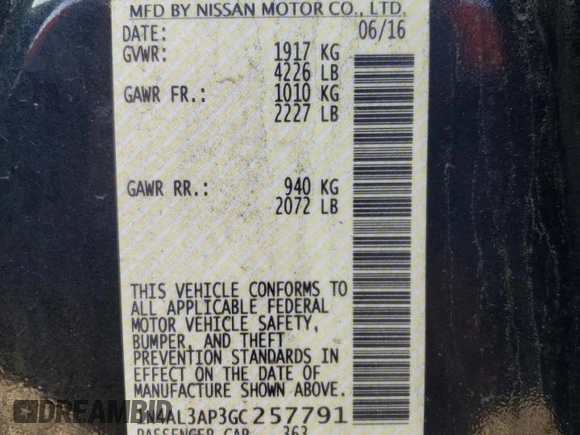 MFD BY NISSAN MOTOR CO., LTD.
DATE: 06/16
GVWR: 1917 KG
4226 LB
GAWR FR.: 1010 KG
2227 LB
GAWR RR.: 940 KG
2072 LB
THIS VEHICLE CONFORMS TO
ALL APPLICABLE FEDERAL
MOTOR VEHICLE SAFETY,
BUMPER, AND THEFT
PREVENTION STANDARDS IN
EFFECT ON THE DATE OF
MANUFACTURE SHOWN ABOVE.
1N4AL3AP3GC257791
PASSENGER CAR 363
DREAMBID